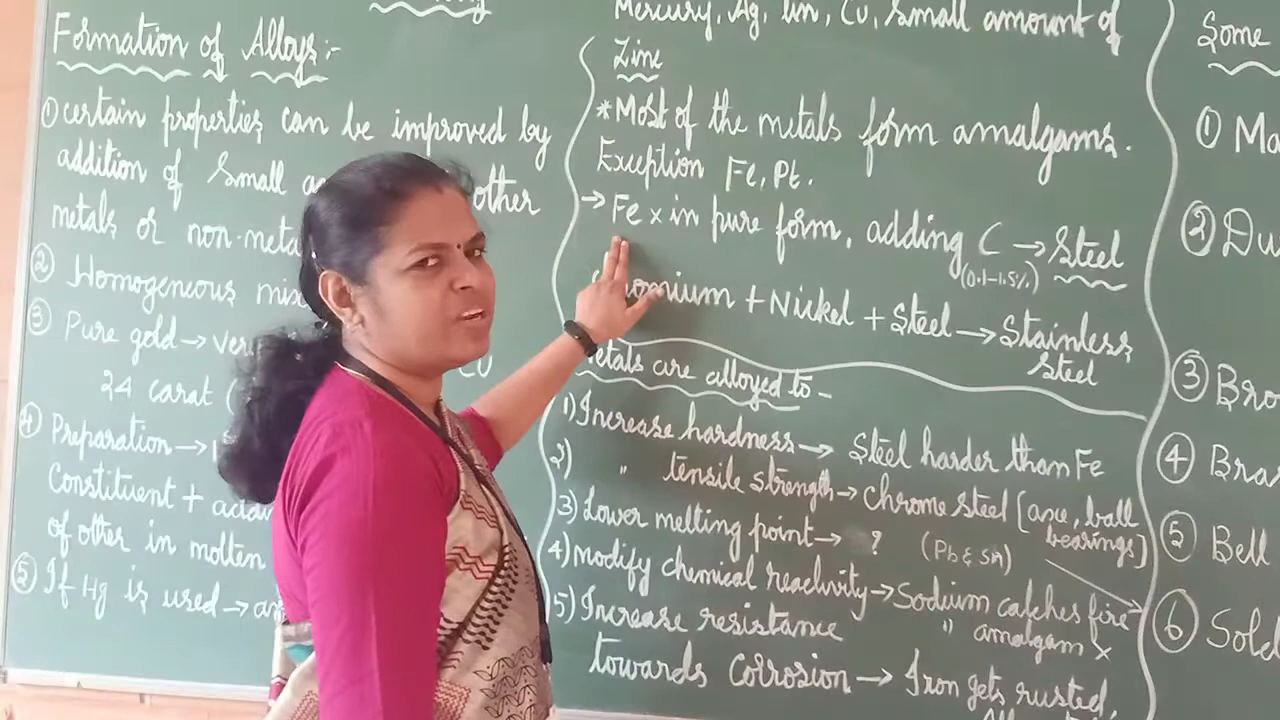 Formation of Alloys :-
① certain properties can be improved by
addition of Small other
metals or non-meta
② Homogeneous mix
③ Pure gold → ver
24 carat ( Cu
④ Preparation →
Constituent + adda
of other in molten
⑤ If Hg is used → am
Mercury, Ag, tin, Cu, Small amount of
Zinc
* Most of the metals form amalgams.
Exception Fe, Pt.
→ Fe x in pure form, adding C → Steel
(0.1-1.5%)
omium + Nickel + Steel → Stainless
Steel
Metals are alloyed to -
1) Increase hardness → Steel harder than Fe
2) " tensile strength → Chrome steel [axe, ball
bearings]
3) Lower melting point → ? (Pb & Sn)
4) modify chemical reactivity → Sodium catches fire
" amalgam x
5) Increase resistance
towards corrosion → Iron gets rusted,
Some
① Ma
② Du
③ Bro
④ Bra
⑤ Bell
⑥ Sold